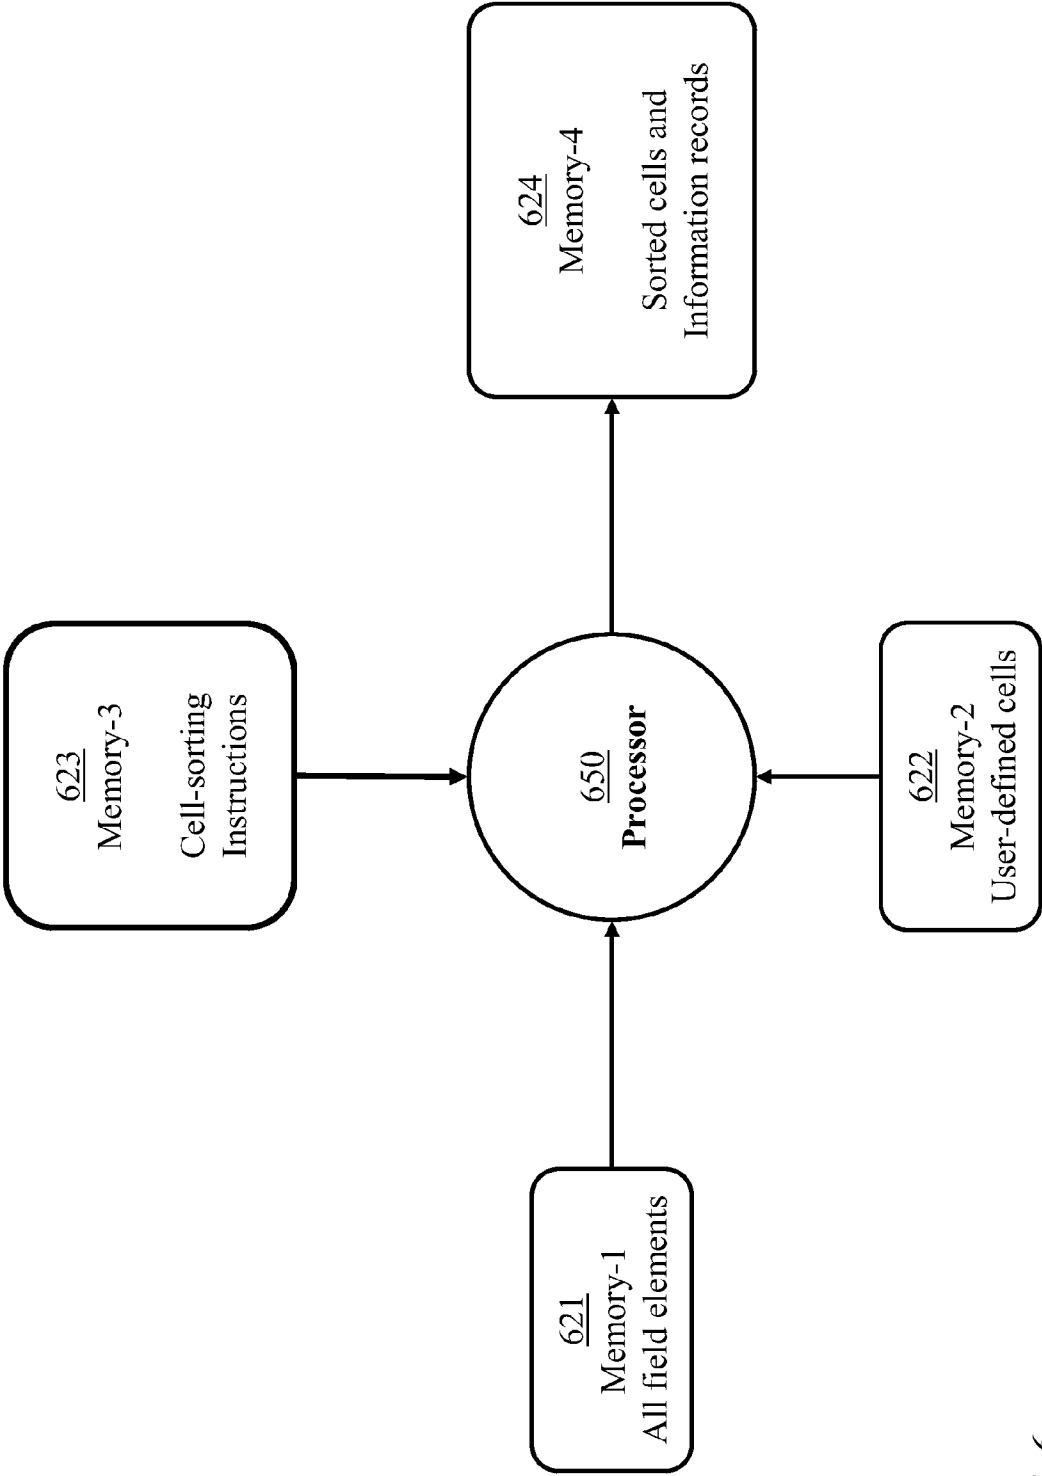 623
Memory-3
Cell-sorting
Instructions
621
Memory-1
All field elements
650
Processor
624
Memory-4
Sorted cells and
Information records
622
Memory-2
User-defined cells